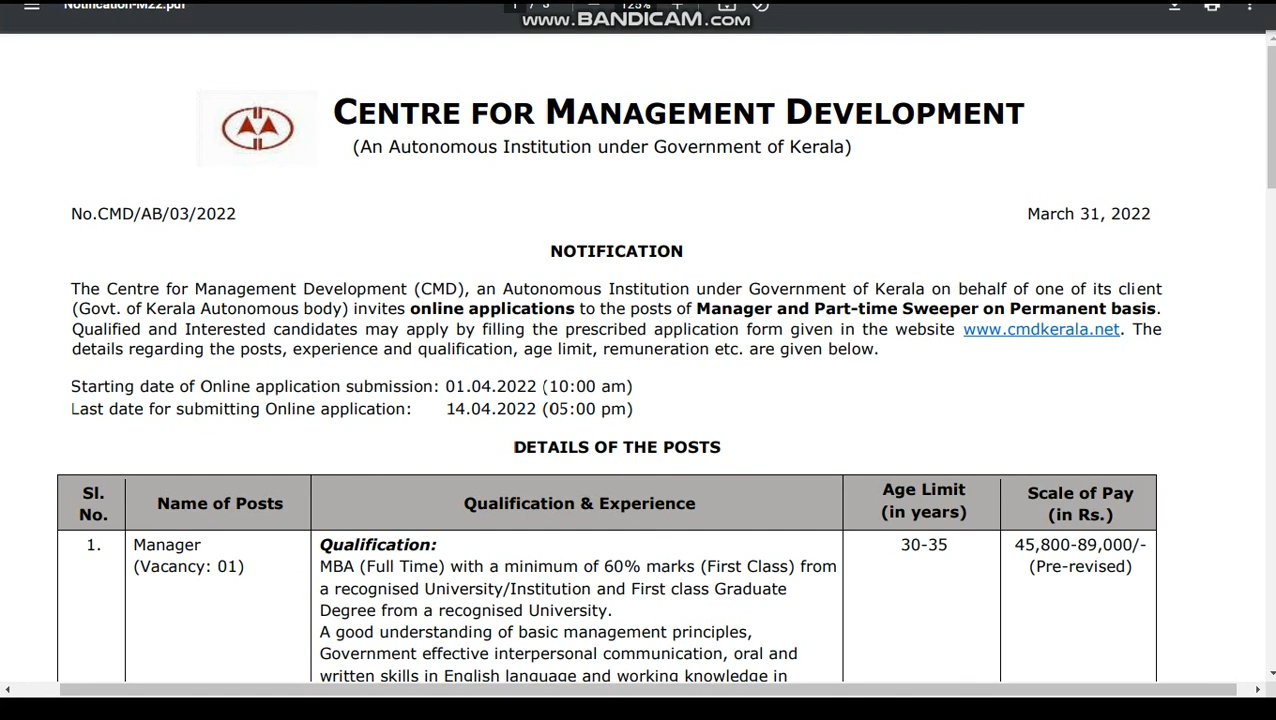 Notification-M22.pdf
1 / 3
125%
www.BANDICAM.com
CENTRE FOR MANAGEMENT DEVELOPMENT
(An Autonomous Institution under Government of Kerala)
No.CMD/AB/03/2022 March 31, 2022
NOTIFICATION
The Centre for Management Development (CMD), an Autonomous Institution under Government of Kerala on behalf of one of its client
(Govt. of Kerala Autonomous body) invites online applications to the posts of Manager and Part-time Sweeper on Permanent basis.
Qualified and Interested candidates may apply by filling the prescribed application form given in the website www.cmdkerala.net. The
details regarding the posts, experience and qualification, age limit, remuneration etc. are given below.
Starting date of Online application submission: 01.04.2022 (10:00 am)
Last date for submitting Online application: 14.04.2022 (05:00 pm)
DETAILS OF THE POSTS
Sl. No. Name of Posts Qualification & Experience Age Limit (in years) Scale of Pay (in Rs.)
1. Manager (Vacancy: 01)
Qualification:
MBA (Full Time) with a minimum of 60% marks (First Class) from
a recognised University/Institution and First class Graduate
Degree from a recognised University.
A good understanding of basic management principles,
Government effective interpersonal communication, oral and
written skills in English language and working knowledge in
30-35
45,800-89,000/-
(Pre-revised)